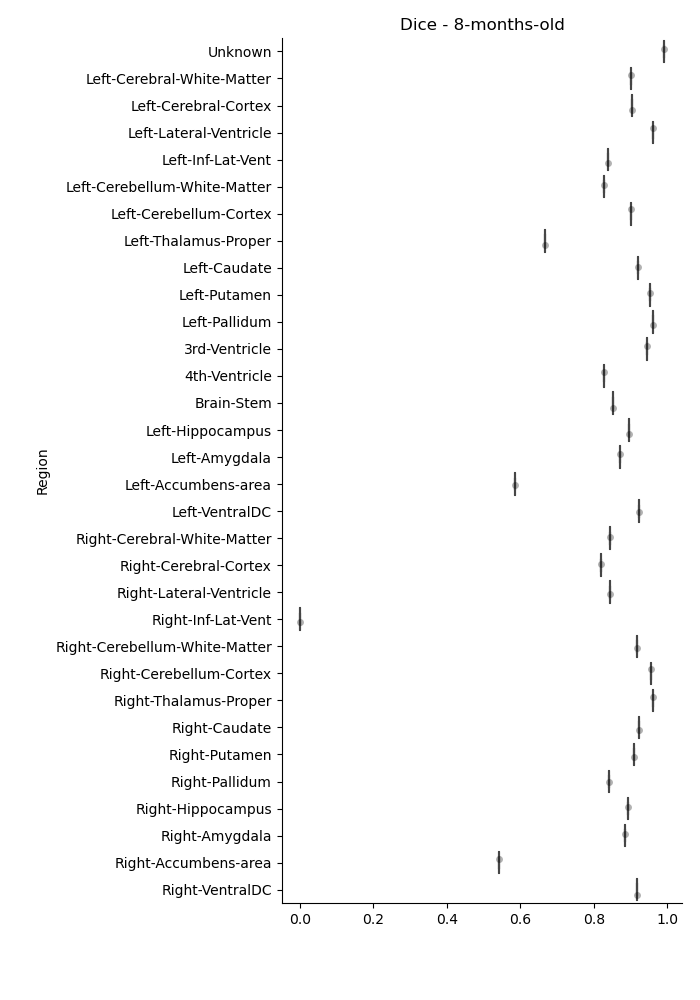 Dice - 8-months-old
Unknown
Left-Cerebral-White-Matter
Left-Cerebral-Cortex
Left-Lateral-Ventricle
Left-Inf-Lat-Vent
Left-Cerebellum-White-Matter
Left-Cerebellum-Cortex
Left-Thalamus-Proper
Left-Caudate
Left-Putamen
Left-Pallidum
3rd-Ventricle
4th-Ventricle
Brain-Stem
Left-Hippocampus
Left-Amygdala
Left-Accumbens-area
Left-VentralDC
Right-Cerebral-White-Matter
Right-Cerebral-Cortex
Right-Lateral-Ventricle
Right-Inf-Lat-Vent
Right-Cerebellum-White-Matter
Right-Cerebellum-Cortex
Right-Thalamus-Proper
Right-Caudate
Right-Putamen
Right-Pallidum
Right-Hippocampus
Right-Amygdala
Right-Accumbens-area
Right-VentralDC
Region
0.0 0.2 0.4 0.6 0.8 1.0